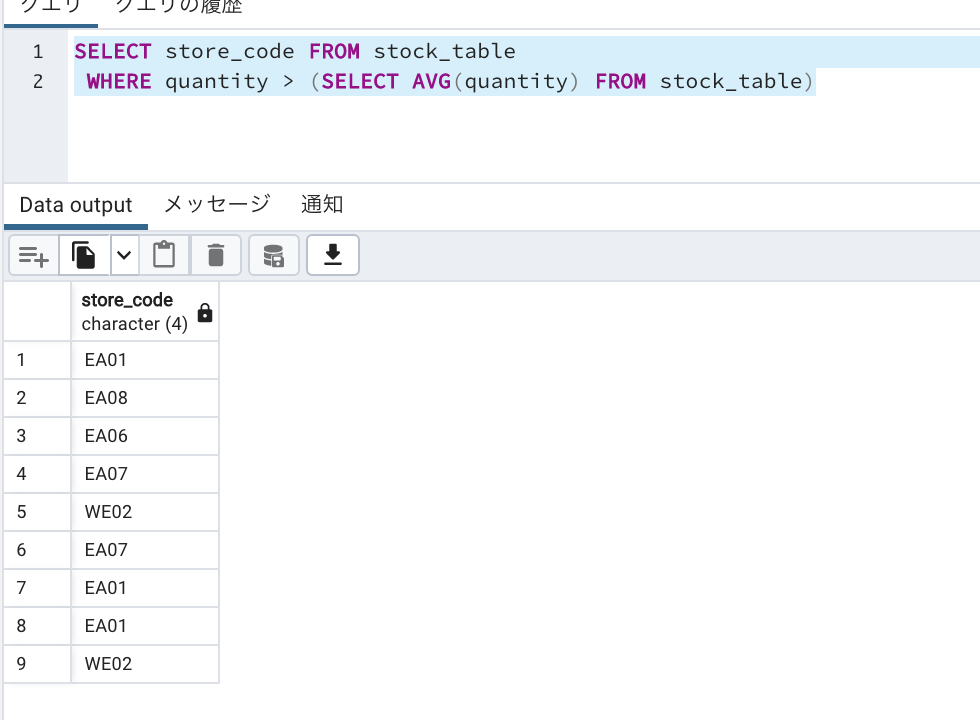 クエリ クエリの履歴
1 SELECT store_code FROM stock_table
2 WHERE quantity > (SELECT AVG(quantity) FROM stock_table)
Data output メッセージ 通知
store_code
character (4)
1 EA01
2 EA08
3 EA06
4 EA07
5 WE02
6 EA07
7 EA01
8 EA01
9 WE02